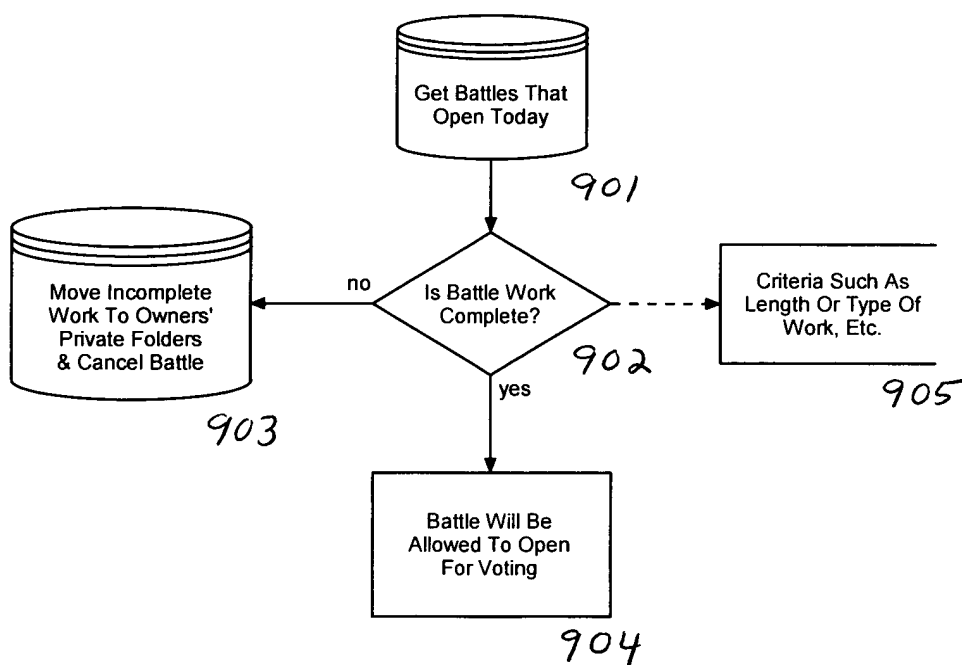 Get Battles That
Open Today
901
no
Move Incomplete
Work To Owners'
Private Folders
& Cancel Battle
903
Is Battle Work
Complete?
902
yes
Criteria Such As
Length Or Type Of
Work, Etc.
905
Battle Will Be
Allowed To Open
For Voting
904